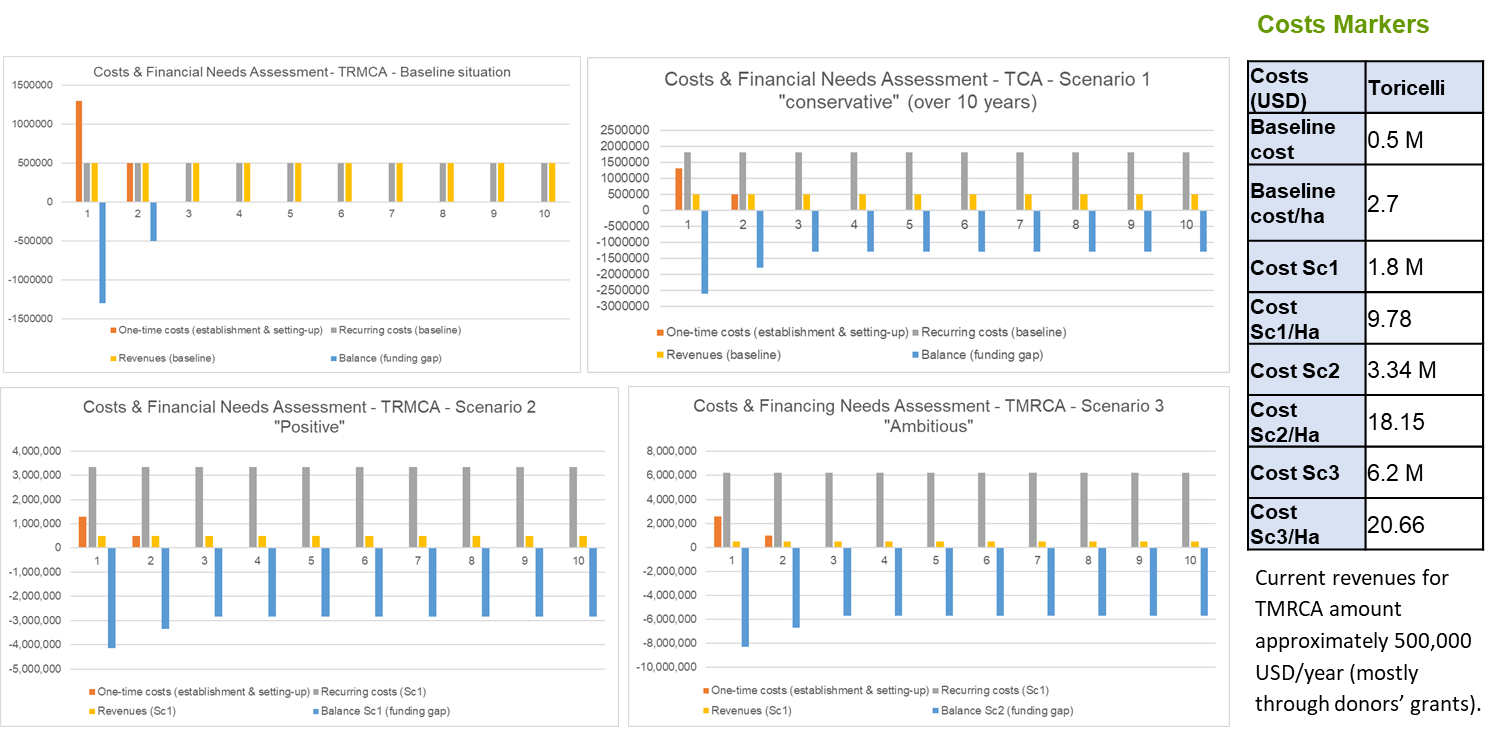 Costs Markers
Costs & Financial Needs Assessment- TRMCA - Baseline situation
1500000
1000000
500000
0
-500000
-1000000
-1500000
1 2 3 4 5 6 7 8 9 10
One-time costs (establishment & setting-up) Recurring costs (baseline)
Revenues (baseline) Balance (funding gap)
Costs & Financial Needs Assessment - TCA - Scenario 1
"conservative" (over 10 years)
2500000
2000000
1500000
1000000
500000
0
-500000
-1000000
-1500000
-2000000
-2500000
-3000000
1 2 3 4 5 6 7 8 9 10
One-time costs (establishment & setting-up) Recurring costs (baseline)
Revenues (baseline) Balance (funding gap)
Costs & Financial Needs Assessment - TRMCA - Scenario 2
"Positive"
4,000,000
3,000,000
2,000,000
1,000,000
0
-1,000,000
-2,000,000
-3,000,000
-4,000,000
-5,000,000
1 2 3 4 5 6 7 8 9 10
One-time costs (establishment & setting-up) Recurring costs (Sc1)
Revenues (Sc1) Balance Sc1 (funding gap)
Costs & Financing Needs Assessment - TMRCA - Scenario 3
"Ambitious"
8,000,000
6,000,000
4,000,000
2,000,000
0
-2,000,000
-4,000,000
-6,000,000
-8,000,000
-10,000,000
1 2 3 4 5 6 7 8 9 10
One-time costs (establishment & setting-up) Recurring costs (Sc1)
Revenues (Sc1) Balance Sc2 (funding gap)
Costs
(USD)
Toricelli
Baseline
cost
0.5 M
Baseline
cost/ha
2.7
Cost Sc1
1.8 M
Cost
Sc1/Ha
9.78
Cost Sc2
3.34 M
Cost
Sc2/Ha
18.15
Cost Sc3
6.2 M
Cost
Sc3/Ha
20.66
Current revenues for
TMRCA amount
approximately 500,000
USD/year (mostly
through donors' grants).